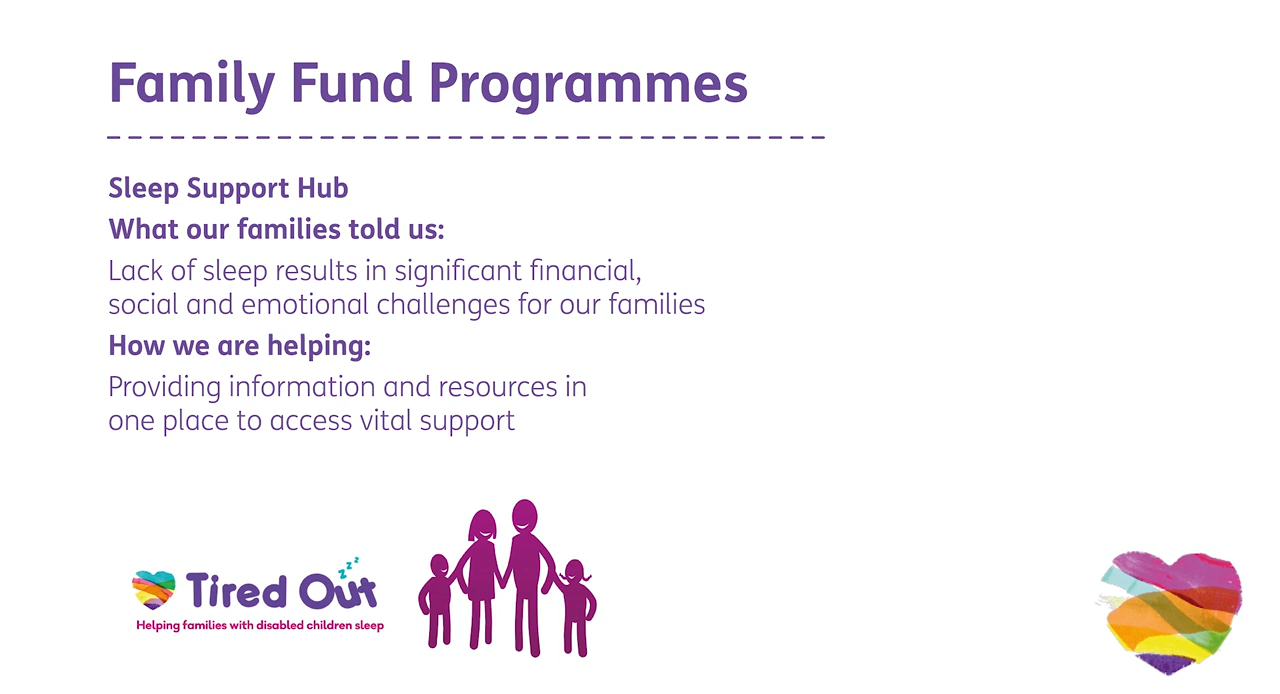 Family Fund Programmes
Sleep Support Hub
What our families told us:
Lack of sleep results in significant financial,
social and emotional challenges for our families
How we are helping:
Providing information and resources in
one place to access vital support
z z z
Tired Out
Helping families with disabled children sleep